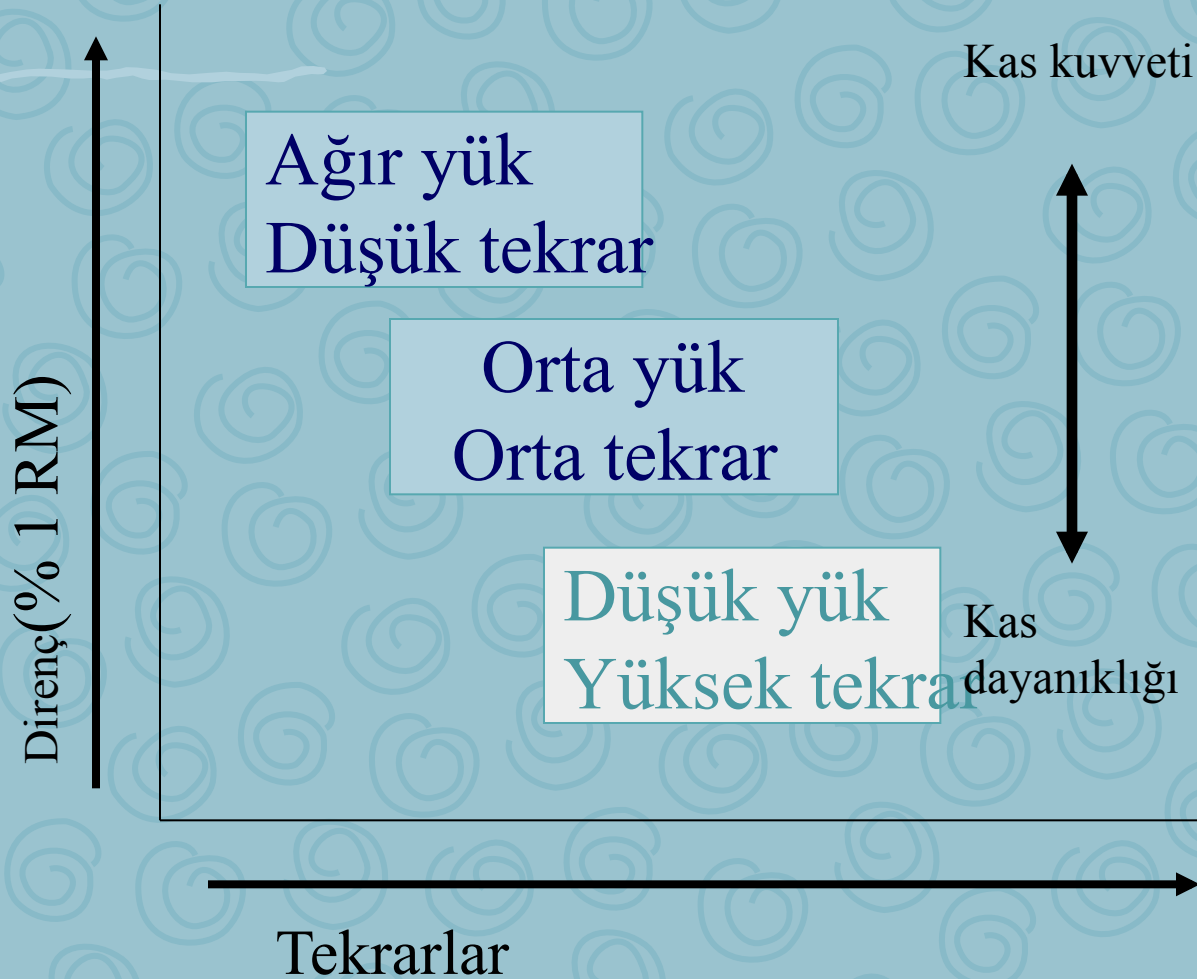 Kas kuvveti
Ağır yük
Düşük tekrar
Orta yük
Orta tekrar
Direnç(% 1 RM)
Düşük yük
Yüksek tekrar
Kas
dayanıklığı
Tekrarlar